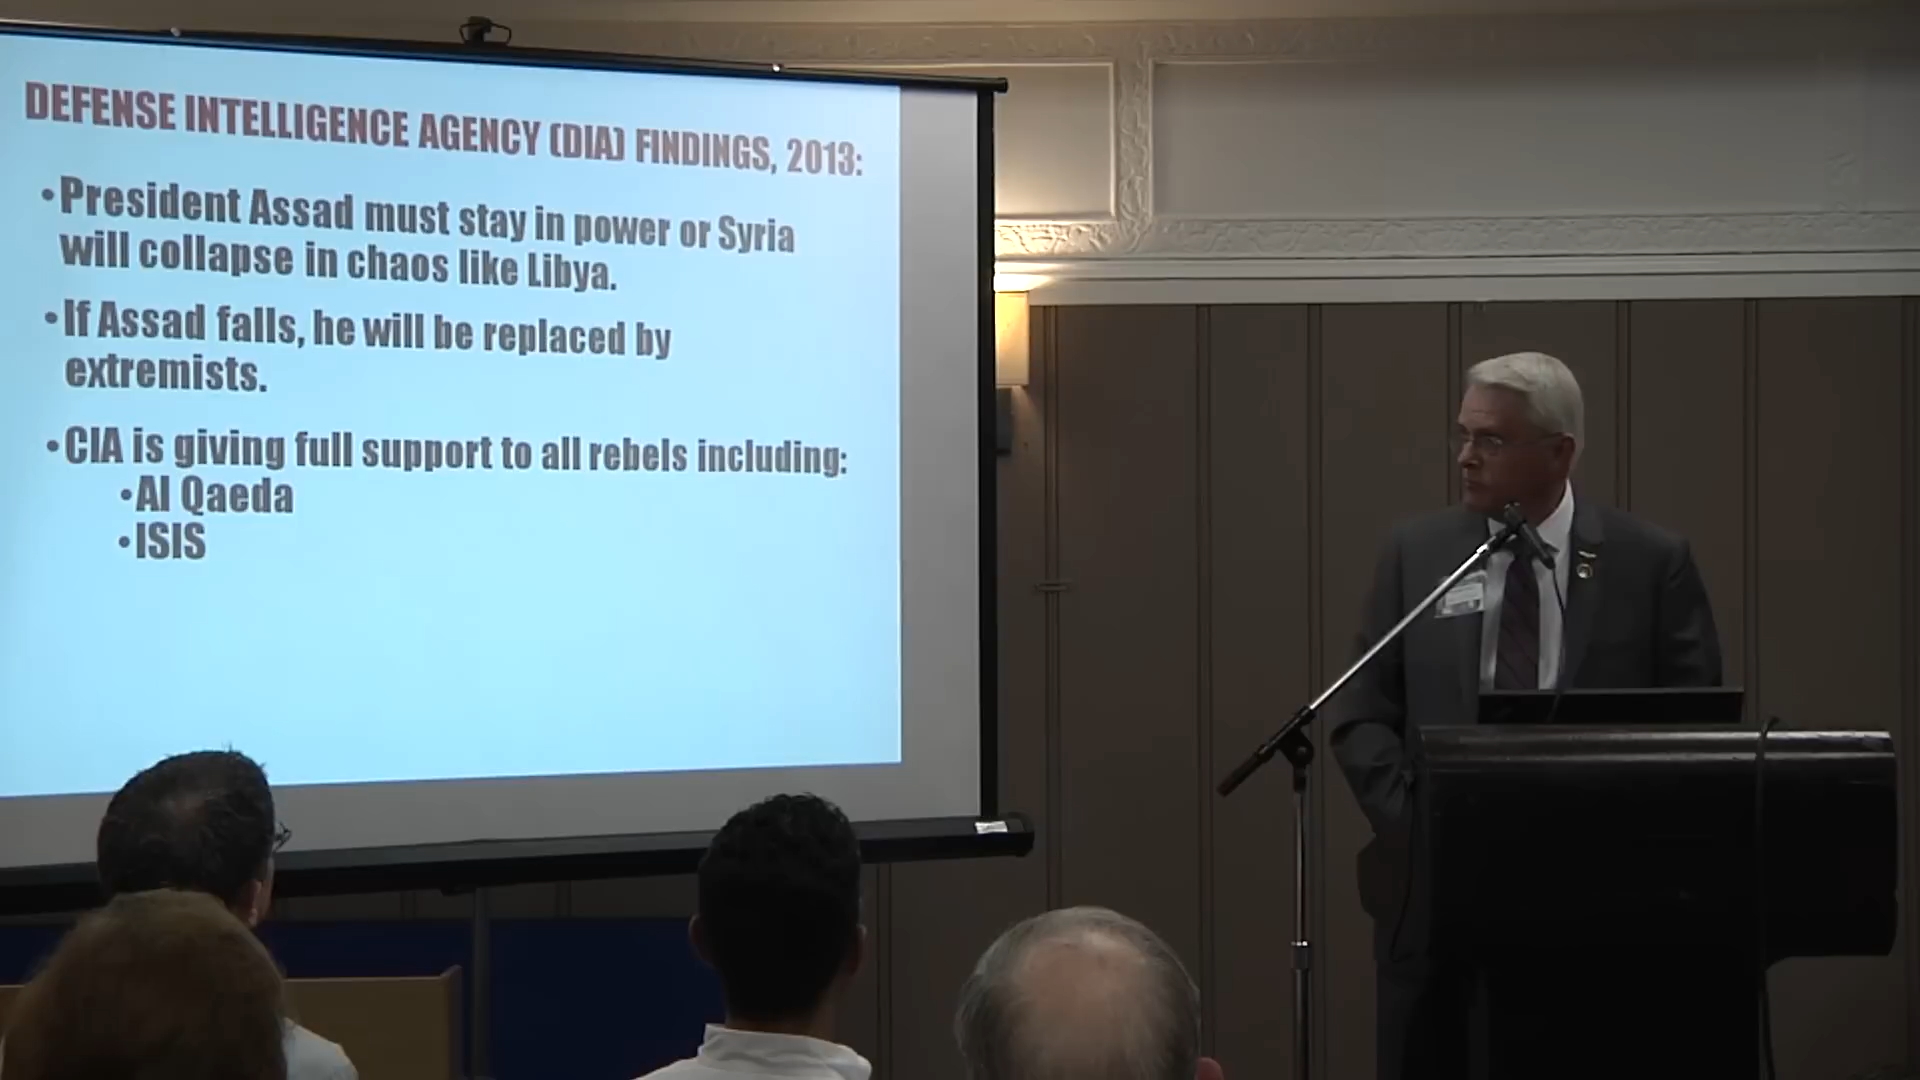 DEFENSE INTELLIGENCE AGENCY (DIA) FINDINGS, 2013:
•President Assad must stay in power or Syria
will collapse in chaos like Libya.
•If Assad falls, he will be replaced by
extremists.
•CIA is giving full support to all rebels including:
•Al Qaeda
•ISIS